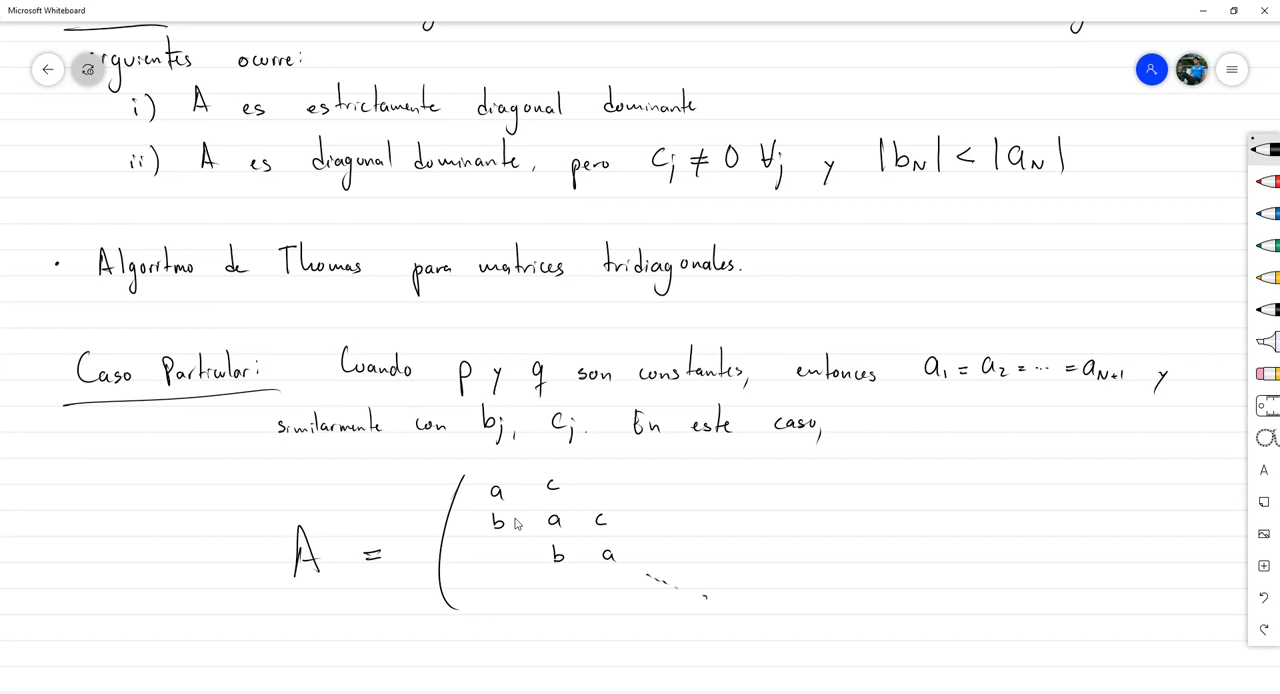 Microsoft Whiteboard
siguientes ocurre:
i) A es estrictamente diagonal dominante
ii) A es diagonal dominante, pero cj ≠ 0 ∀j y |bN| < |aN|
· Algoritmo de Thomas para matrices tridiagonales.
Caso Particular: Cuando p y q son constantes, entonces a1 = a2 = ... = aN+1 y
similarmente con bj, cj. En este caso,
a c
b a c
A = (
b a
⋱
A